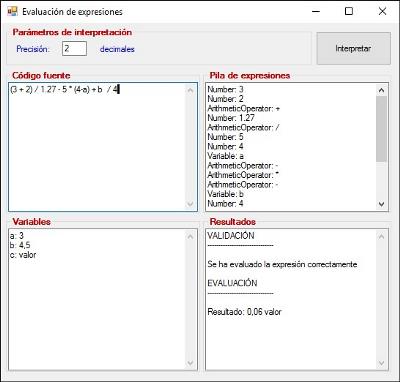 Evaluación de expresiones
Parámetros de interpretación
Precisión: 2 decimales
Interpretar
Código fuente
(3 + 2) / 1.27 - 5 * (4-a) + b / 4
Pila de expresiones
Number: 3
Number: 2
ArithmeticOperator: +
Number: 1.27
ArithmeticOperator: /
Number: 5
Number: 4
Variable: a
ArithmeticOperator: -
ArithmeticOperator: *
ArithmeticOperator: -
Variable: b
Number: 4
Variables
a: 3
b: 4,5
c: valor
Resultados
VALIDACIÓN
------------------------------
Se ha evaluado la expresión correctamente
EVALUACIÓN
------------------------------
Resultado: 0,06 valor